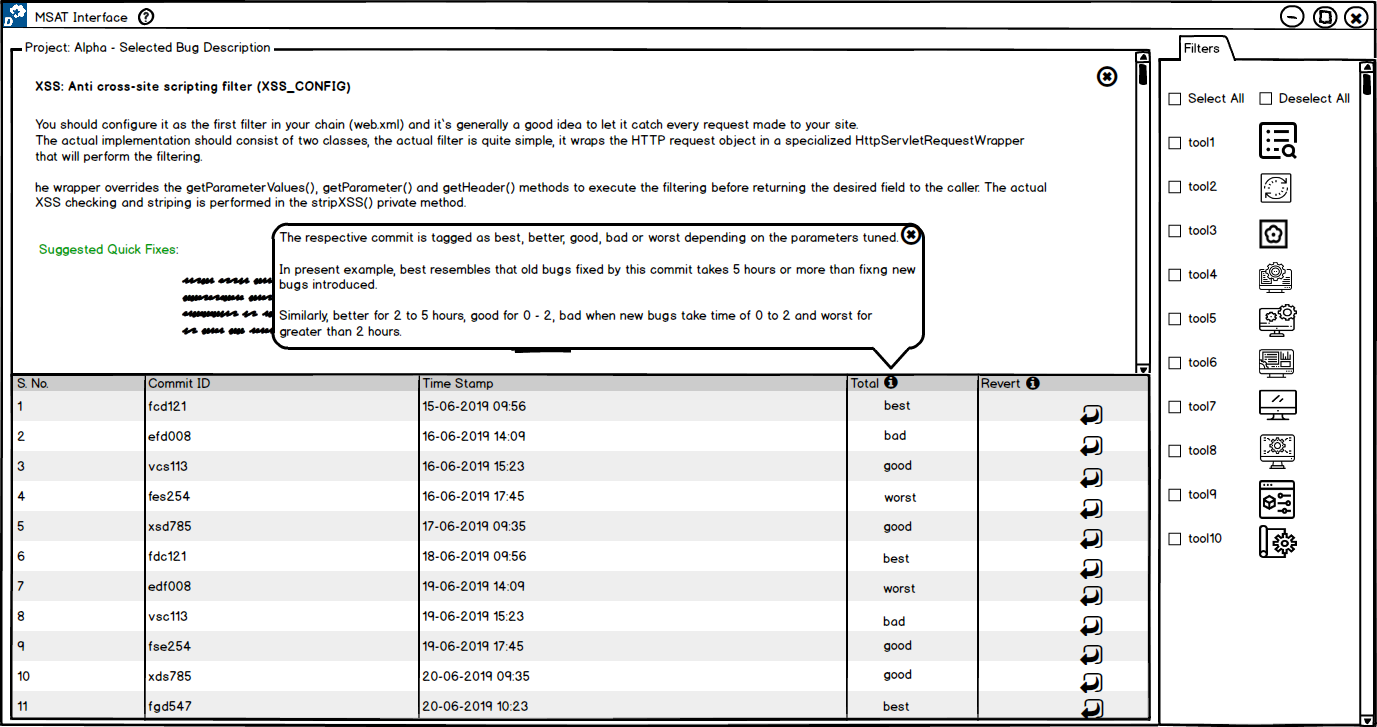 MSAT Interface ?
Project: Alpha - Selected Bug Description
XSS: Anti cross-site scripting filter (XSS_CONFIG)
You should configure it as the first filter in your chain (web.xml) and it`s generally a good idea to let it catch every request made to your site.
The actual implementation should consist of two classes, the actual filter is quite simple, it wraps the HTTP request object in a specialized HttpServletRequestWrapper
that will perform the filtering.
he wrapper overrides the getParameterValues(), getParameter() and getHeader() methods to execute the filtering before returning the desired field to the caller. The actual
XSS checking and striping is performed in the stripXSS() private method.
Suggested Quick Fixes:
The respective commit is tagged as best, better, good, bad or worst depending on the parameters tuned.
In present example, best resembles that old bugs fixed by this commit takes 5 hours or more than fixng new
bugs introduced.
Similarly, better for 2 to 5 hours, good for 0 - 2, bad when new bugs take time of 0 to 2 and worst for
greater than 2 hours.
S. No. Commit ID Time Stamp Total Revert
1 fcd121 15-06-2019 09:56 best
2 efd008 16-06-2019 14:09 bad
3 vcs113 16-06-2019 15:23 good
4 fes254 16-06-2019 17:45 worst
5 xsd785 17-06-2019 09:35 good
6 fdc121 18-06-2019 09:56 best
7 edf008 19-06-2019 14:09 worst
8 vsc113 19-06-2019 15:23 bad
9 fse254 19-06-2019 17:45 good
10 xds785 20-06-2019 09:35 good
11 fgd547 20-06-2019 10:23 best
Filters
Select All Deselect All
tool1
tool2
tool3
tool4
tool5
tool6
tool7
tool8
tool9
tool10